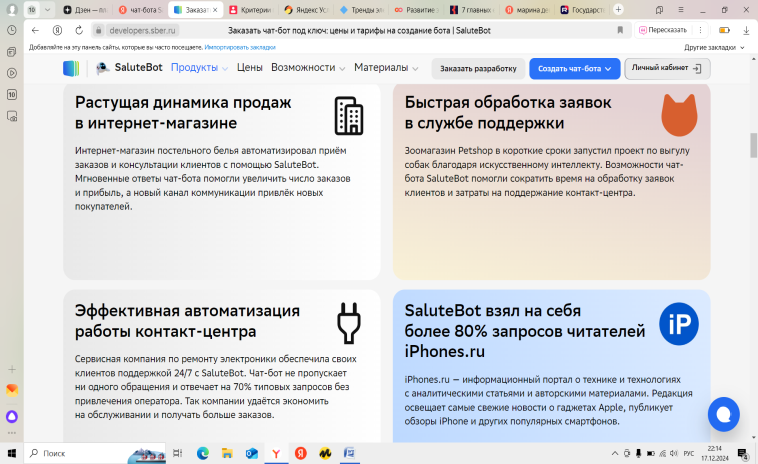 10
Дзен — пл
чат-бота S
Заказат
Критерии
Яндекс Усл
Тренды эл
Развитие
7 главных
марина де
Государст
developers.sber.ru
Заказать чат-бот под ключ: цены и тарифы на создание бота | SaluteBot
Пересказать
Добавляйте на эту панель сайты, которые вы часто посещаете. Импортировать закладки
Другие закладки
SaluteBot
Продукты
Цены
Возможности
Материалы
Заказать разработку
Создать чат-бота
Личный кабинет
Растущая динамика продаж
в интернет-магазине
Интернет-магазин постельного белья автоматизировал приём
заказов и консультации клиентов с помощью SaluteBot.
Мгновенные ответы чат-бота помогли увеличить число заказов
и прибыль, а новый канал коммуникации привлёк новых
покупателей.
Быстрая обработка заявок
в службе поддержки
Зоомагазин Petshop в короткие сроки запустил проект по выгулу
собак благодаря искусственному интеллекту. Возможности чат-
бота SaluteBot помогли сократить время на обработку заявок
клиентов и затраты на поддержание контакт-центра.
Эффективная автоматизация
работы контакт-центра
Сервисная компания по ремонту электроники обеспечила своих
клиентов поддержкой 24/7 с SaluteBot. Чат-бот не пропускает
ни одного обращения и отвечает на 70% типовых запросов без
привлечения оператора. Так компании удаётся экономить
на обслуживании и получать больше заказов.
SaluteBot взял на себя
более 80% запросов читателей
iPhones.ru
iP
iPhones.ru — информационный портал о технике и технологиях
с аналитическими статьями и авторскими материалами. Редакция
освещает самые свежие новости о гаджетах Apple, публикует
обзоры iPhone и других популярных смартфонов.
10
Поиск
РУС
22:14
17.12.2024
4